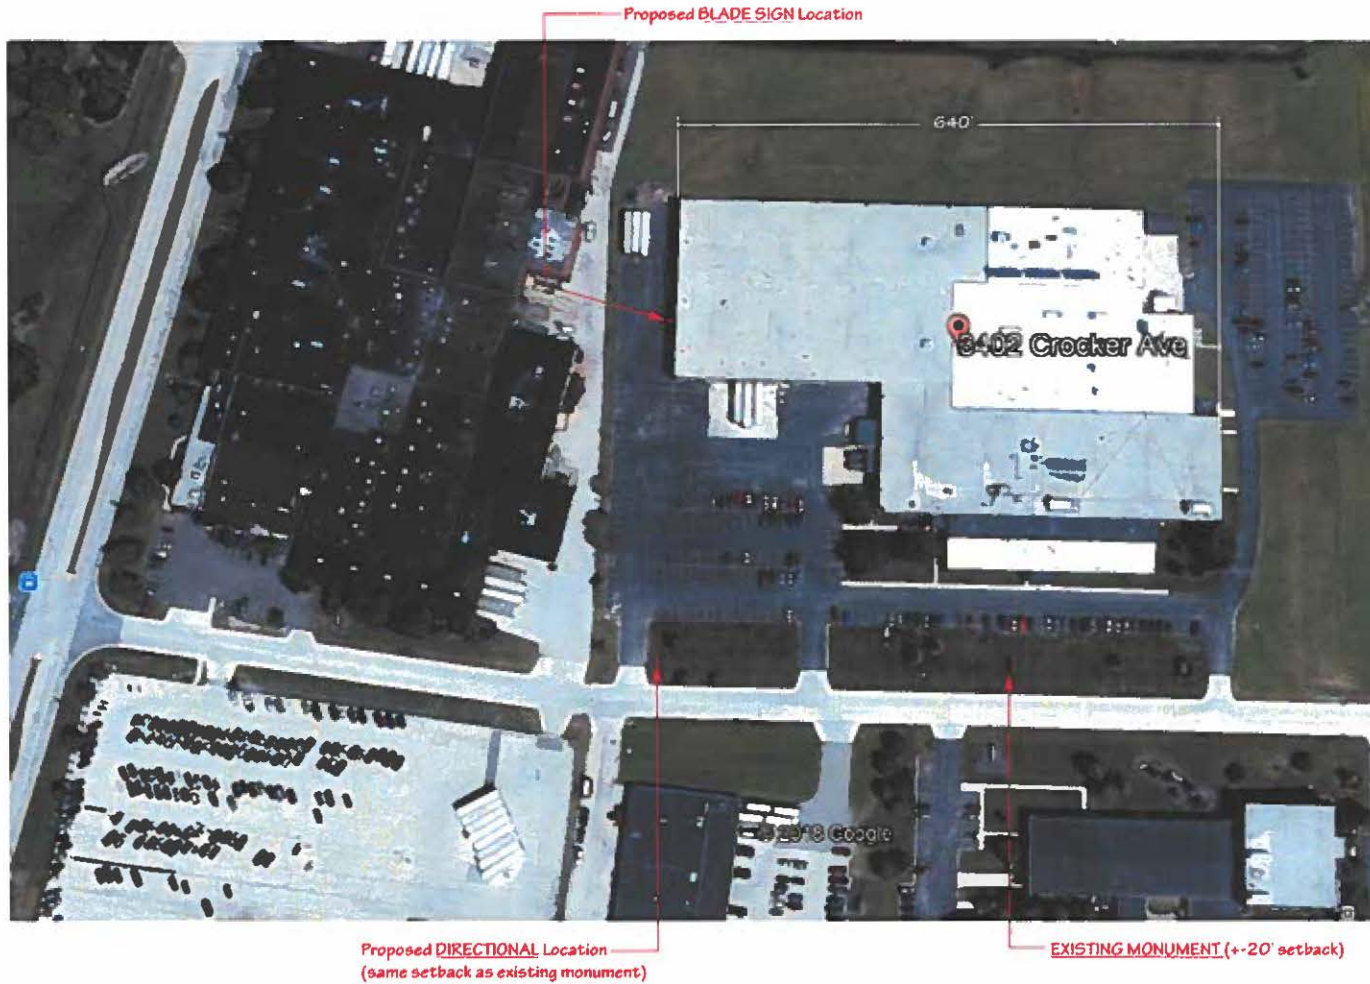 Proposed BLADE SIGN Location
640'
3402 Crocker Ave
© 2018 Google
Proposed DIRECTIONAL Location
(same setback as existing monument)
EXISTING MONUMENT (+-20' setback)